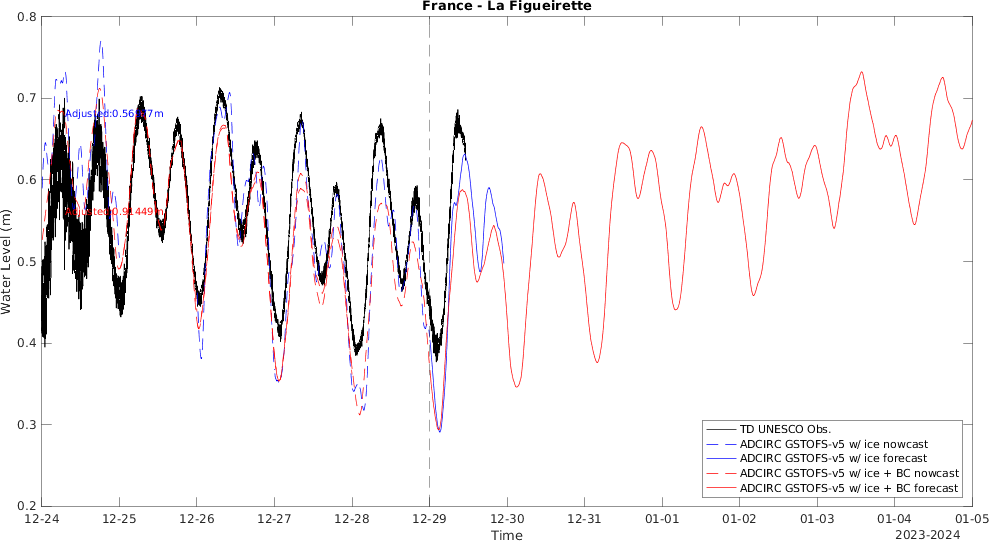 France - La Figueirette
0.8
0.7
0.6
0.5
0.4
0.3
0.2
Water Level (m)
Adjusted:0.91449m
12-24
12-25
12-26
12-27
12-28
12-29
12-30
12-31
01-01
01-02
01-03
01-04
01-05
Time
2023-2024
TD UNESCO Obs.
ADCIRC GSTOFS-v5 w/ ice nowcast
ADCIRC GSTOFS-v5 w/ ice forecast
ADCIRC GSTOFS-v5 w/ ice + BC nowcast
ADCIRC GSTOFS-v5 w/ ice + BC forecast